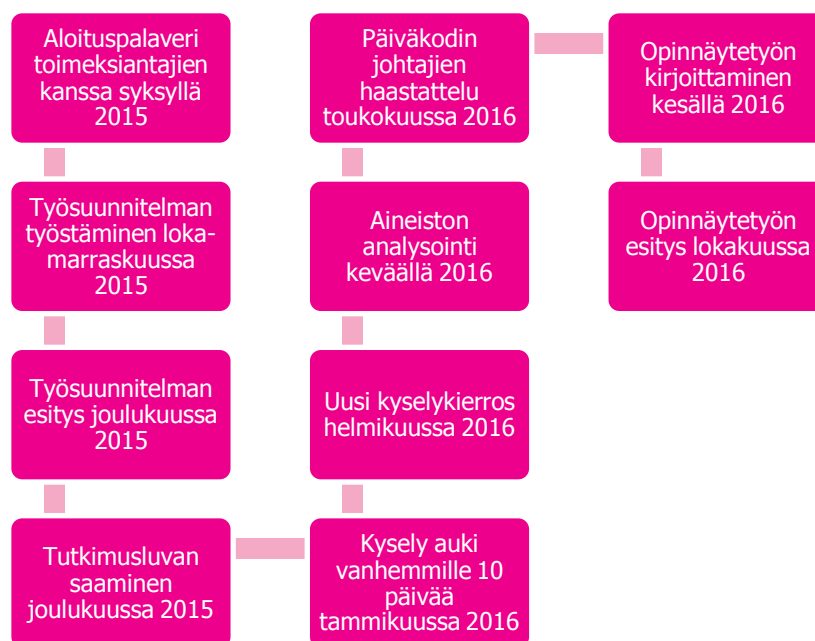 Aloituspalaveri
toimeksiantajien
kanssa syksyllä
2015
Työsuunnitelman
työstäminen loka-
marraskuussa
2015
Työsuunnitelman
esitys joulukuussa
2015
Tutkimusluvan
saaminen
joulukuussa 2015
Kysely auki
vanhemmille 10
päivää
tammikuussa 2016
Uusi kyselykierros
helmikuussa 2016
Aineiston
analysointi
keväällä 2016
Päiväkodin
johtajien
haastattelu
toukokuussa 2016
Opinnäytetyön
kirjoittaminen
kesällä 2016
Opinnäytetyön
esitys lokakuussa
2016